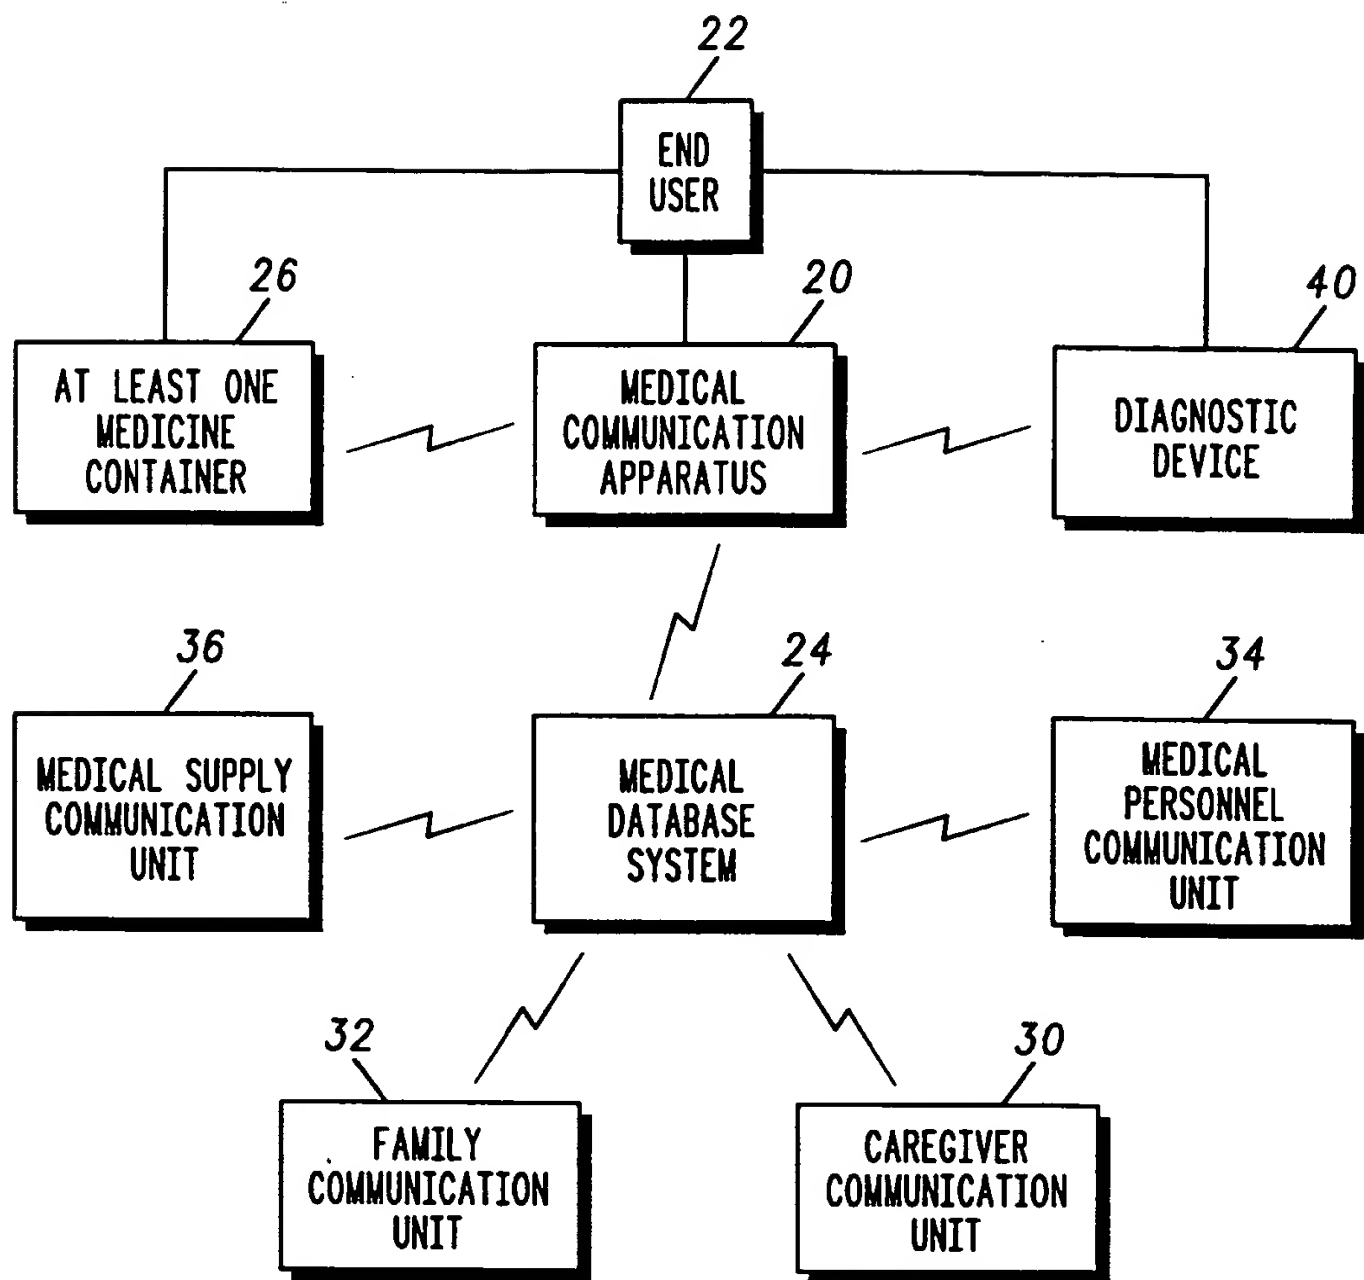 22
END
USER
26
20
40
AT LEAST ONE
MEDICINE
CONTAINER
MEDICAL
COMMUNICATION
APPARATUS
DIAGNOSTIC
DEVICE
36
24
34
MEDICAL SUPPLY
COMMUNICATION
UNIT
MEDICAL
DATABASE
SYSTEM
MEDICAL
PERSONNEL
COMMUNICATION
UNIT
32
30
FAMILY
COMMUNICATION
UNIT
CAREGIVER
COMMUNICATION
UNIT